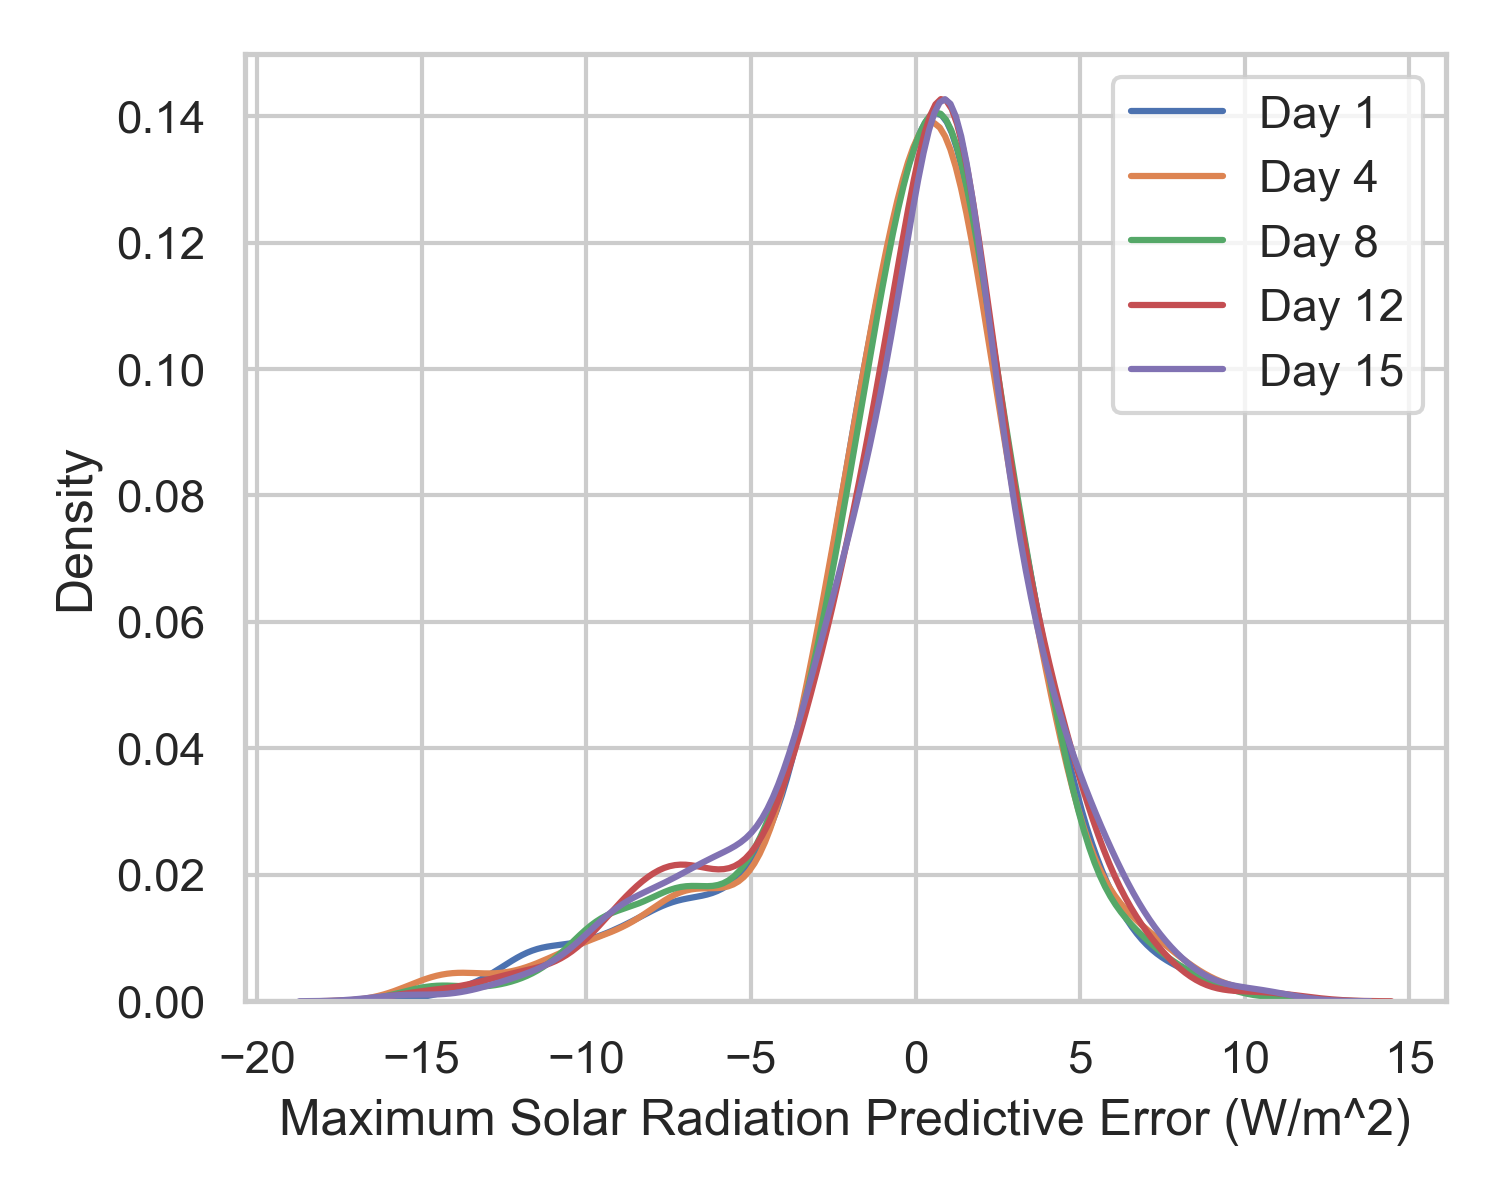 0.14
0.12
0.10
0.08
0.06
0.04
0.02
0.00
Density
Day 1
Day 4
Day 8
Day 12
Day 15
−20 −15 −10 −5 0 5 10 15
Maximum Solar Radiation Predictive Error (W/m^2)